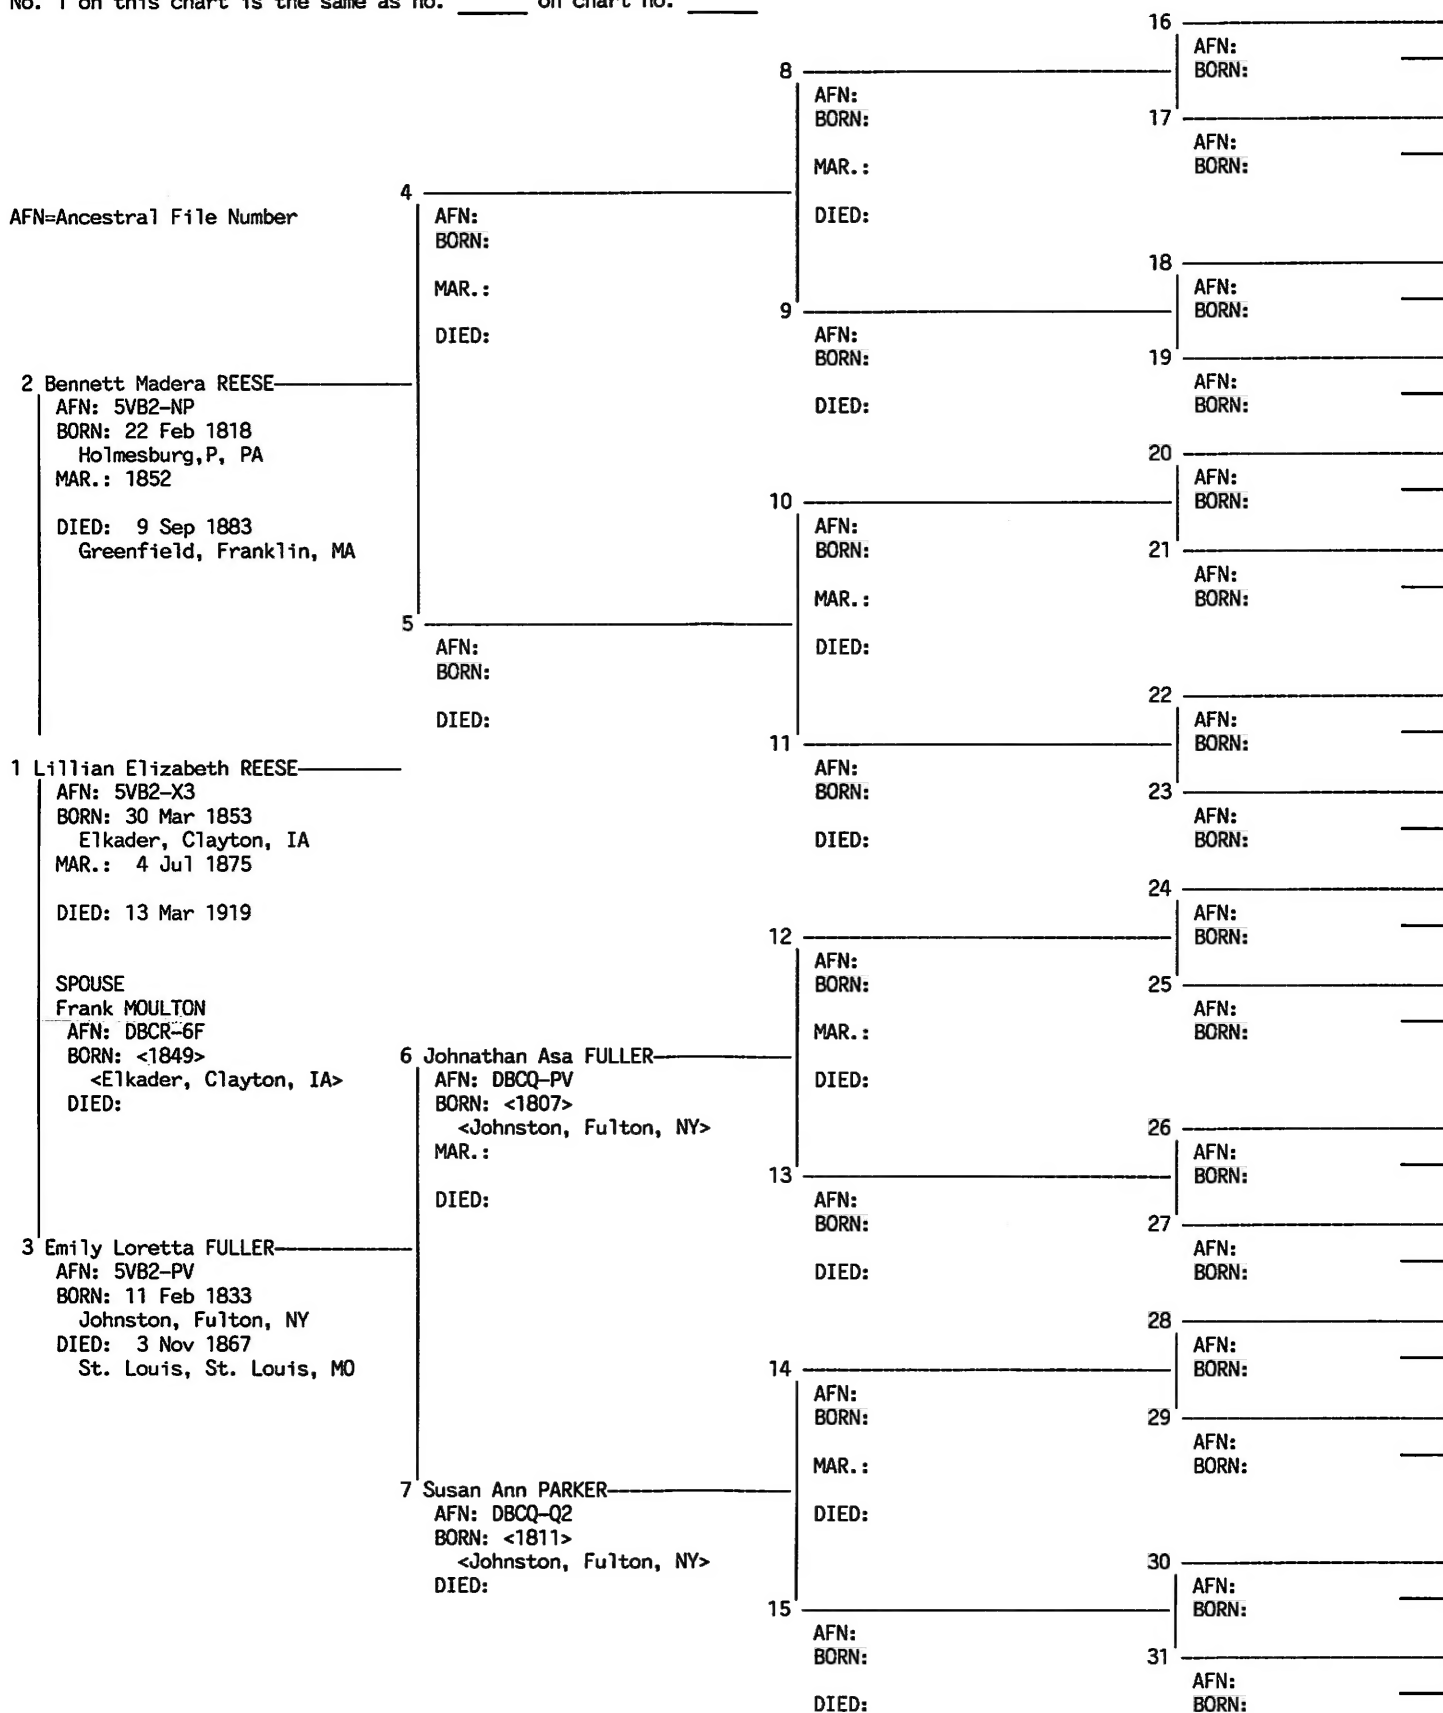 No. 1 on this chart is the same as no. _____ on chart no. _____
AFN=Ancestral File Number
2 Bennett Madera REESE
AFN: 5VB2-NP
BORN: 22 Feb 1818
Holmesburg,P, PA
MAR.: 1852
DIED: 9 Sep 1883
Greenfield, Franklin, MA
1 Lillian Elizabeth REESE
AFN: 5VB2-X3
BORN: 30 Mar 1853
Elkader, Clayton, IA
MAR.: 4 Jul 1875
DIED: 13 Mar 1919
SPOUSE
Frank MOULTON
AFN: DBCR-6F
BORN: <1849>
<Elkader, Clayton, IA>
DIED:
3 Emily Loretta FULLER
AFN: 5VB2-PV
BORN: 11 Feb 1833
Johnston, Fulton, NY
DIED: 3 Nov 1867
St. Louis, St. Louis, MO
4
AFN:
BORN:
MAR.:
DIED:
5
AFN:
BORN:
DIED:
6 Johnathan Asa FULLER
AFN: DBCQ-PV
BORN: <1807>
<Johnston, Fulton, NY>
MAR.:
DIED:
7 Susan Ann PARKER
AFN: DBCQ-Q2
BORN: <1811>
<Johnston, Fulton, NY>
DIED:
8
AFN:
BORN:
MAR.:
DIED:
9
AFN:
BORN:
DIED:
10
AFN:
BORN:
MAR.:
DIED:
11
AFN:
BORN:
DIED:
12
AFN:
BORN:
MAR.:
DIED:
13
AFN:
BORN:
DIED:
14
AFN:
BORN:
MAR.:
DIED:
15
AFN:
BORN:
DIED:
16
AFN:
BORN:
17
AFN:
BORN:
18
AFN:
BORN:
19
AFN:
BORN:
20
AFN:
BORN:
21
AFN:
BORN:
22
AFN:
BORN:
23
AFN:
BORN:
24
AFN:
BORN:
25
AFN:
BORN:
26
AFN:
BORN:
27
AFN:
BORN:
28
AFN:
BORN:
29
AFN:
BORN:
30
AFN:
BORN:
31
AFN:
BORN: